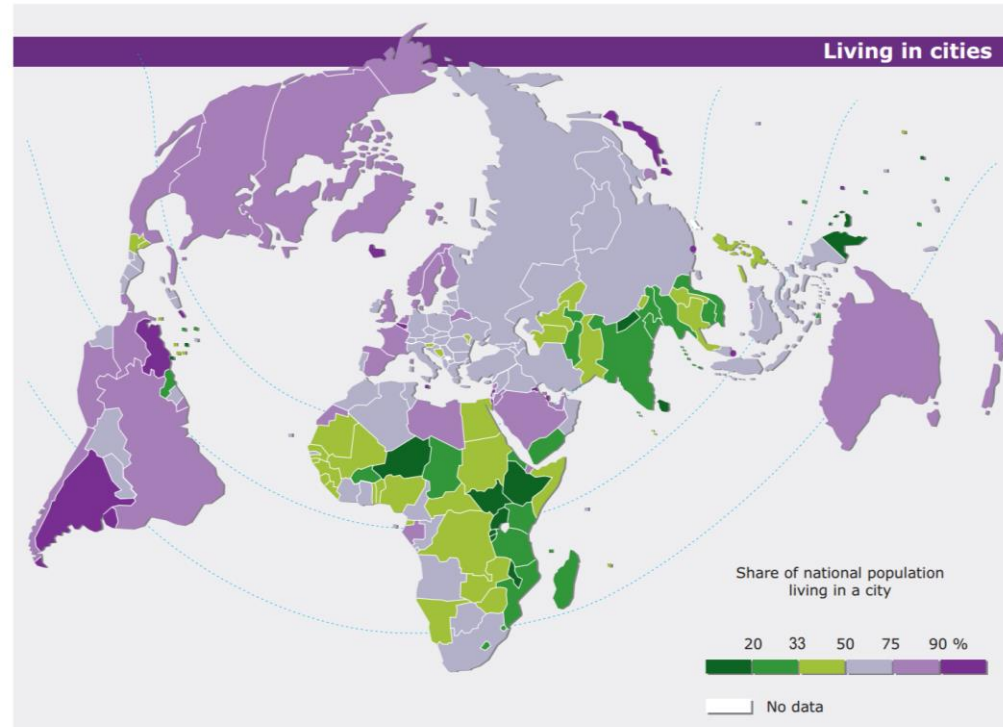 Living in cities
Share of national population
living in a city
20 33 50 75 90 %
No data